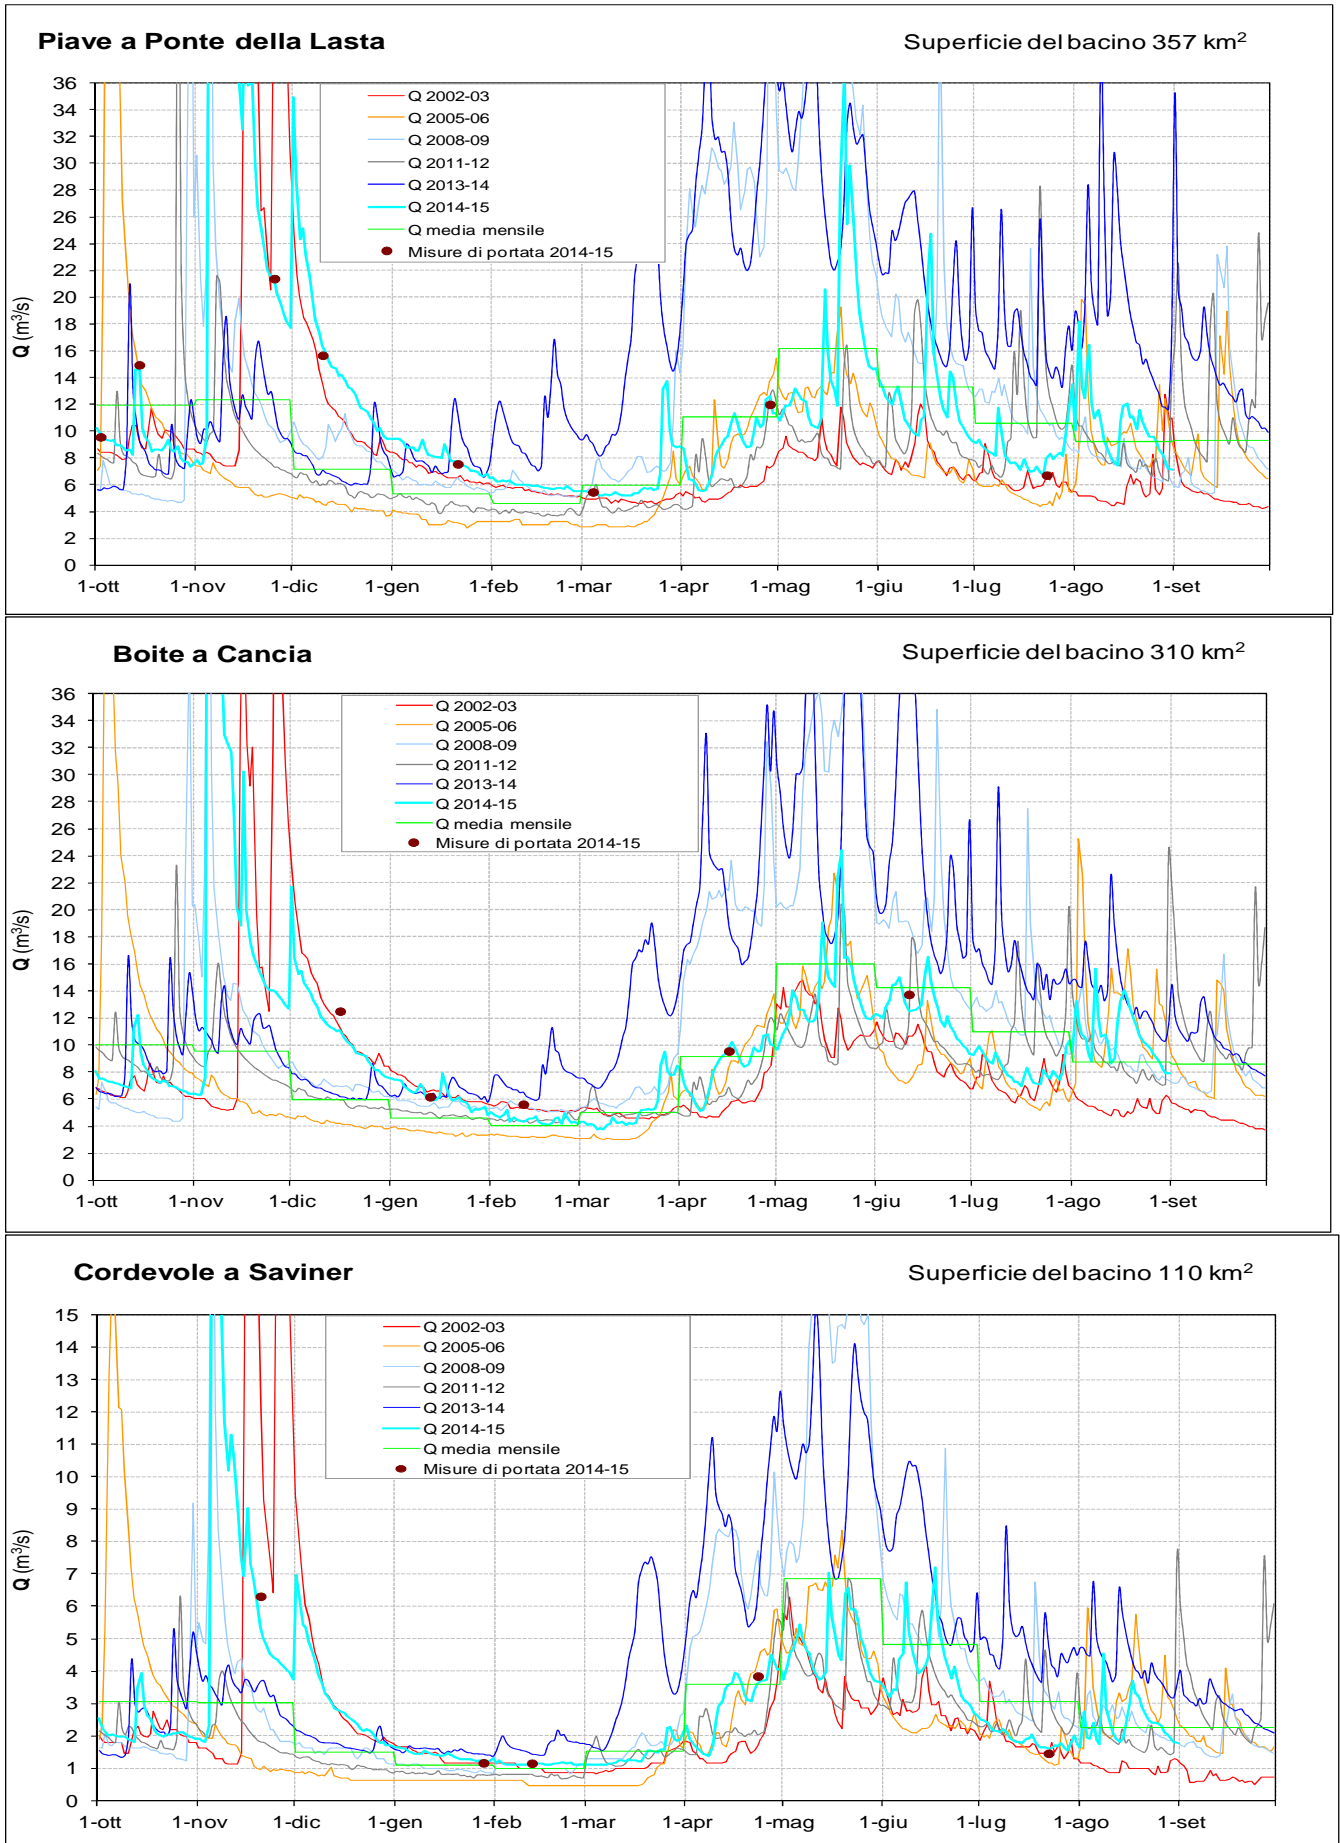 Piave a Ponte della Lasta
Superficie del bacino 357 km²
36
34
32
30
28
26
24
22
20
18
16
14
12
10
8
6
4
2
0
Q (m³/s)
Q 2002-03
Q 2005-06
Q 2008-09
Q 2011-12
Q 2013-14
Q 2014-15
Q media mensile
Misure di portata 2014-15
1-ott 1-nov 1-dic 1-gen 1-feb 1-mar 1-apr 1-mag 1-giu 1-lug 1-ago 1-set
Boite a Cancia
Superficie del bacino 310 km²
36
34
32
30
28
26
24
22
20
18
16
14
12
10
8
6
4
2
0
Q (m³/s)
Q 2002-03
Q 2005-06
Q 2008-09
Q 2011-12
Q 2013-14
Q 2014-15
Q media mensile
Misure di portata 2014-15
1-ott 1-nov 1-dic 1-gen 1-feb 1-mar 1-apr 1-mag 1-giu 1-lug 1-ago 1-set
Cordevole a Saviner
Superficie del bacino 110 km²
15
14
13
12
11
10
9
8
7
6
5
4
3
2
1
0
Q (m³/s)
Q 2002-03
Q 2005-06
Q 2008-09
Q 2011-12
Q 2013-14
Q 2014-15
Q media mensile
Misure di portata 2014-15
1-ott 1-nov 1-dic 1-gen 1-feb 1-mar 1-apr 1-mag 1-giu 1-lug 1-ago 1-set